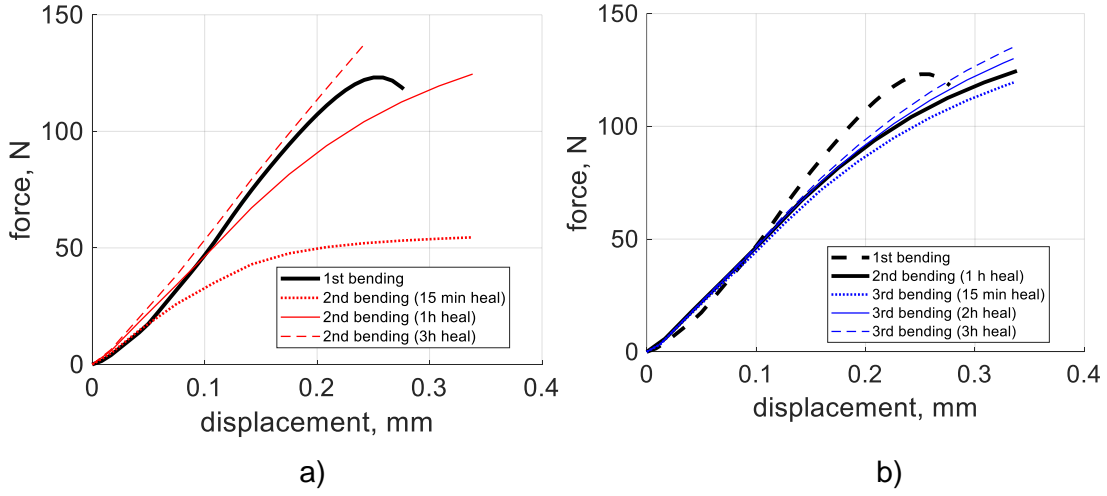 150
100
50
0
0
0.1
0.2
0.3
0.4
force, N
displacement, mm
1st bending
2nd bending (15 min heal)
2nd bending (1h heal)
2nd bending (3h heal)
a)
150
100
50
0
0
0.1
0.2
0.3
0.4
force, N
displacement, mm
1st bending
2nd bending (1 h heal)
3rd bending (15 min heal)
3rd bending (2h heal)
3rd bending (3h heal)
b)